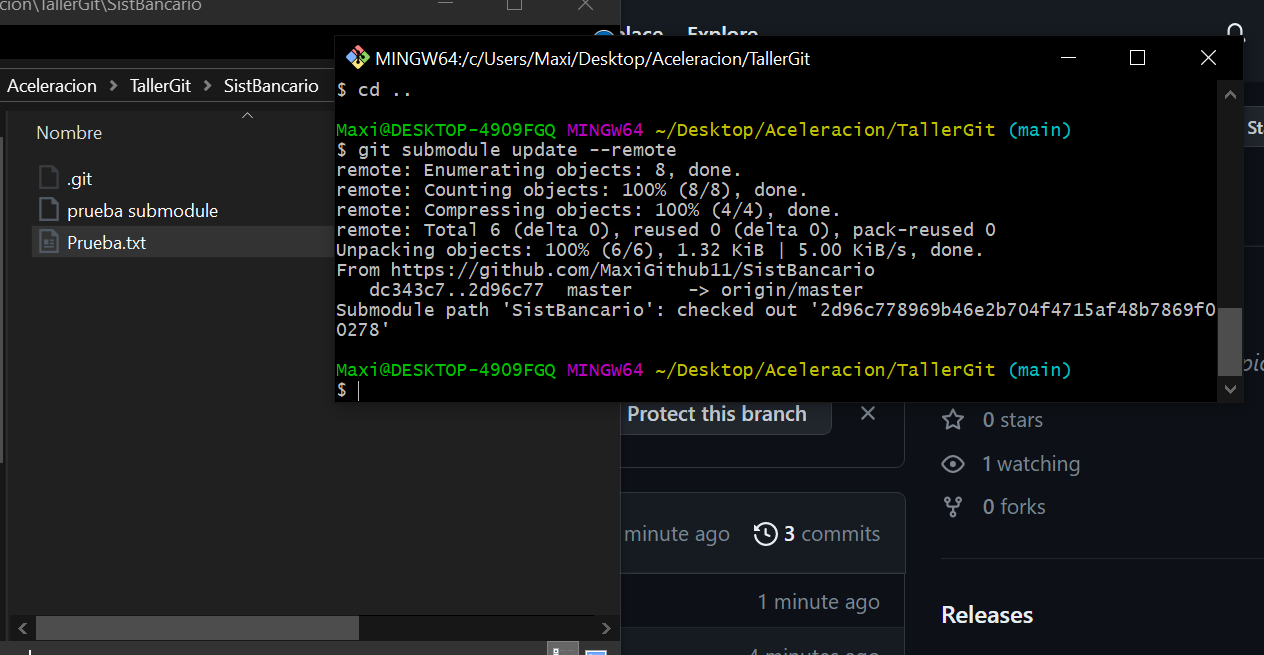 cion\TallerGit\SistBancario
Aceleracion > TallerGit > SistBancario
Nombre
.git
prueba submodule
Prueba.txt
Explore
MINGW64:/c/Users/Maxi/Desktop/Aceleracion/TallerGit
$ cd ..
Maxi@DESKTOP-4909FGQ MINGW64 ~/Desktop/Aceleracion/TallerGit (main)
$ git submodule update --remote
remote: Enumerating objects: 8, done.
remote: Counting objects: 100% (8/8), done.
remote: Compressing objects: 100% (4/4), done.
remote: Total 6 (delta 0), reused 0 (delta 0), pack-reused 0
Unpacking objects: 100% (6/6), 1.32 KiB | 5.00 KiB/s, done.
From https://github.com/MaxiGithub11/SistBancario
dc343c7..2d96c77  master     -> origin/master
Submodule path 'SistBancario': checked out '2d96c778969b46e2b704f4715af48b7869f0
0278'
Maxi@DESKTOP-4909FGQ MINGW64 ~/Desktop/Aceleracion/TallerGit (main)
$
St
Protect this branch
minute ago
3 commits
1 minute ago
4 minutes ago
0 stars
1 watching
0 forks
Releases